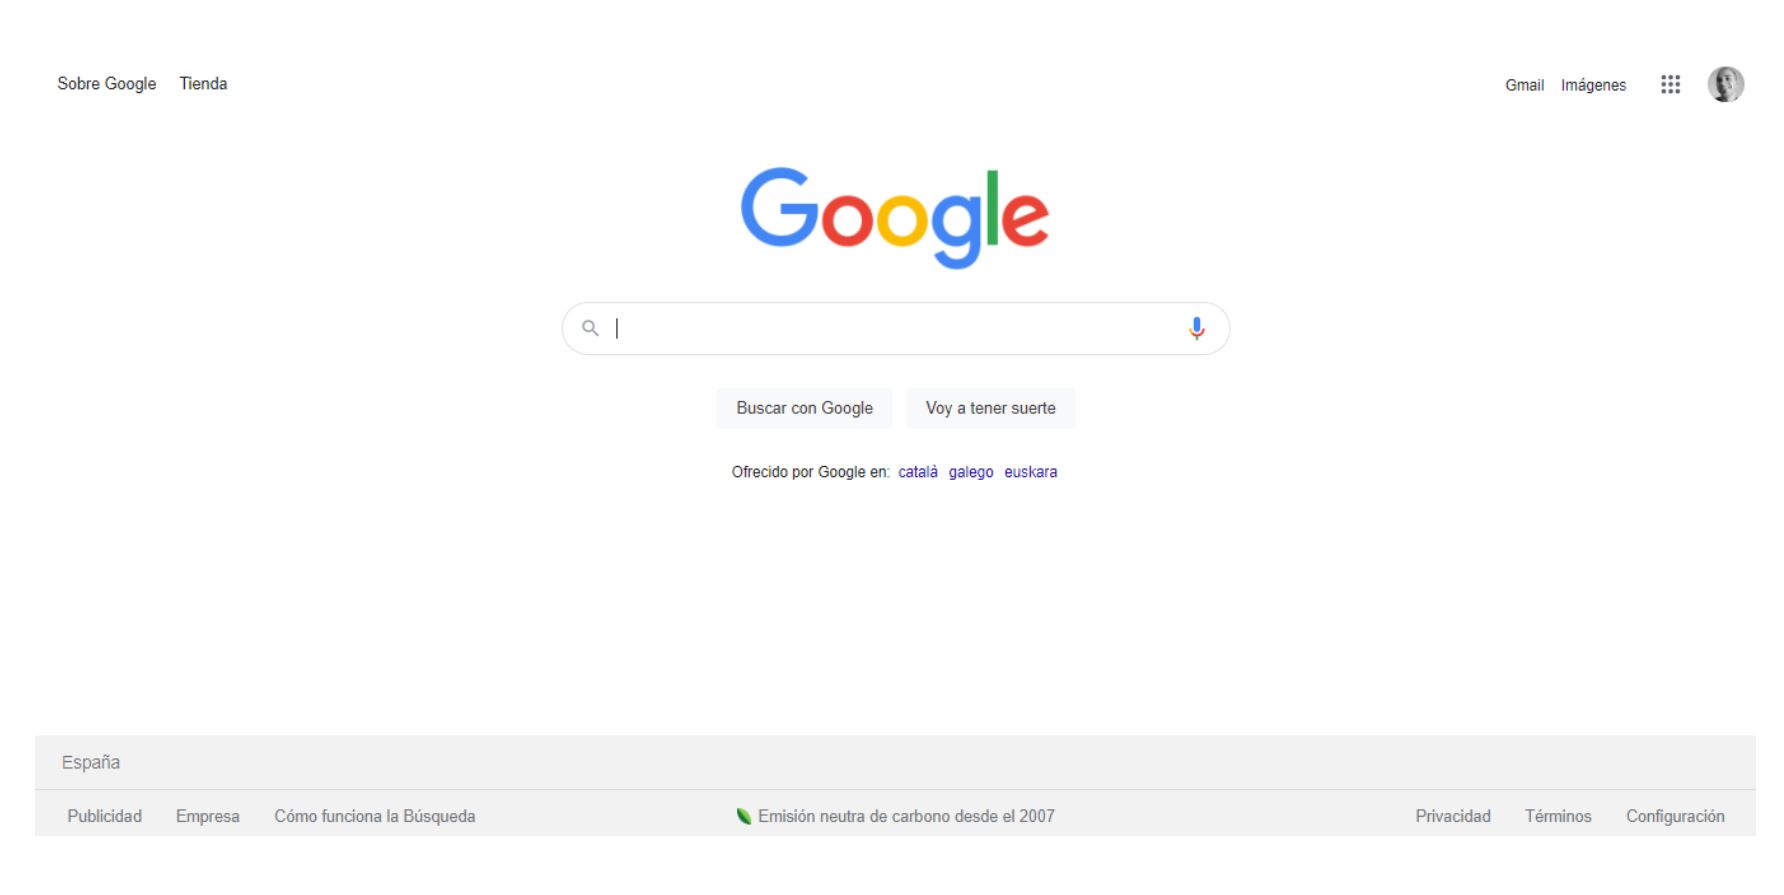 Sobre Google Tienda
Gmail Imágenes
Google
Buscar con Google Voy a tener suerte
Ofrecido por Google en: català galego euskara
España
Publicidad Empresa Cómo funciona la Búsqueda Emisión neutra de carbono desde el 2007 Privacidad Términos Configuración